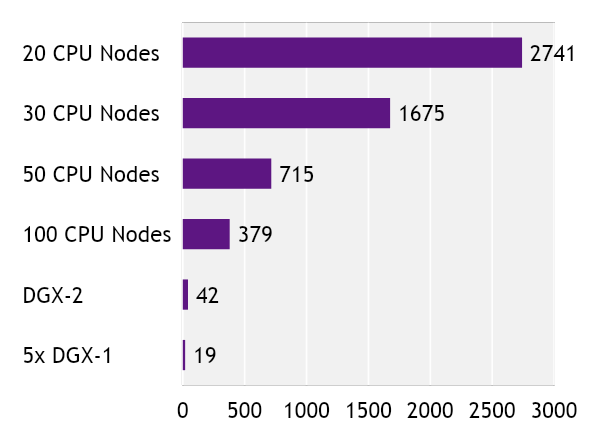 20 CPU Nodes 2741
30 CPU Nodes 1675
50 CPU Nodes 715
100 CPU Nodes 379
DGX-2 42
5x DGX-1 19
0 500 1000 1500 2000 2500 3000